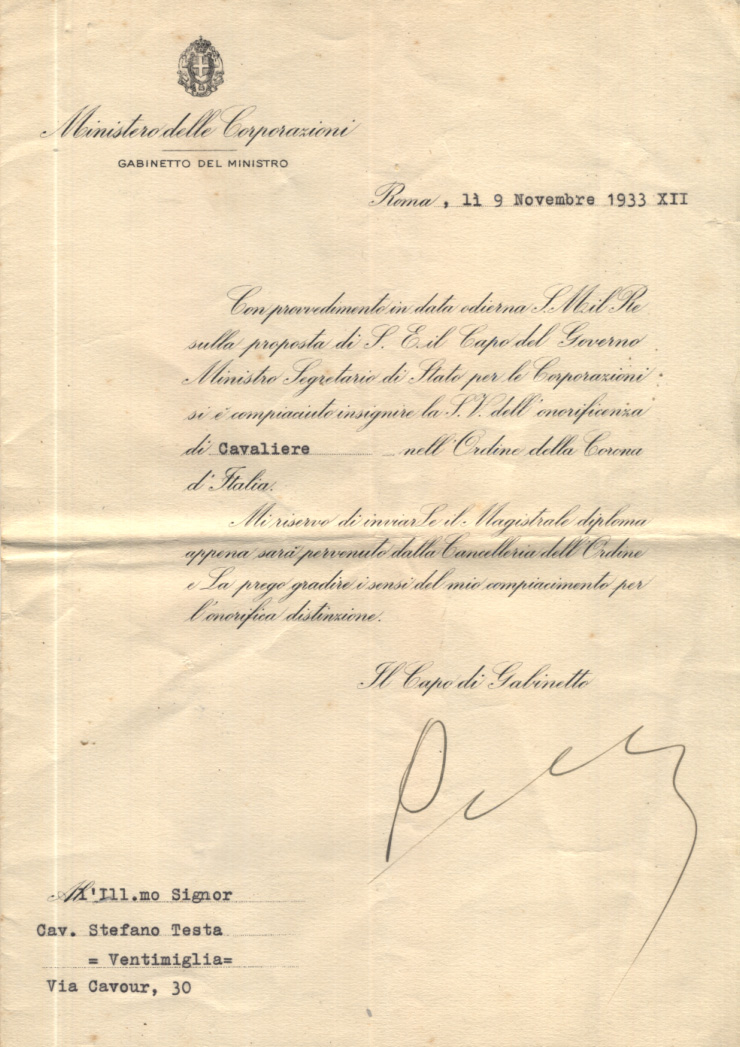 Ministero delle Corporazioni
GABINETTO DEL MINISTRO
Roma, lì 9 Novembre 1933 XII
Con provvedimento in data odierna S. M. il Re
sulla proposta di S. E. il Capo del Governo
Ministro Segretario di Stato per le Corporazioni
si è compiaciuto insignire la S. V. dell'onorificenza
di Cavaliere nell'Ordine della Corona
d'Italia.
Mi riservo di inviarLe il Magistrale diploma
appena sarà pervenuto dalla Cancelleria dell'Ordine
e La prego gradire i sensi del mio compiacimento per
l'onorifica distinzione.
Il Capo di Gabinetto
All'Ill.mo Signor
Cav. Stefano Testa
= Ventimiglia=
Via Cavour, 30